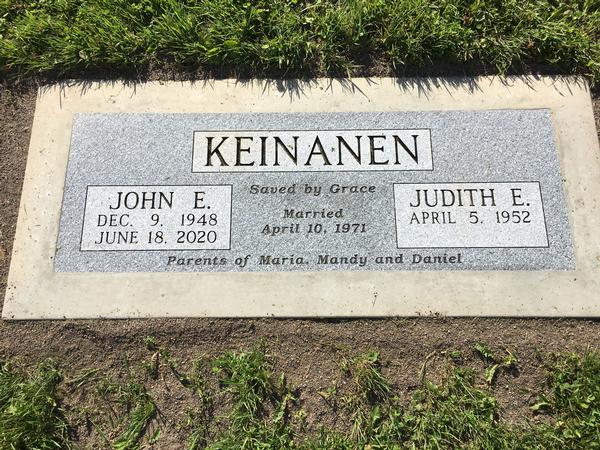 KEINANEN
JOHN E.
DEC. 9, 1948
JUNE 18, 2020
Saved by Grace
Married
April 10, 1971
JUDITH E.
APRIL 5, 1952
Parents of Maria, Mandy and Daniel